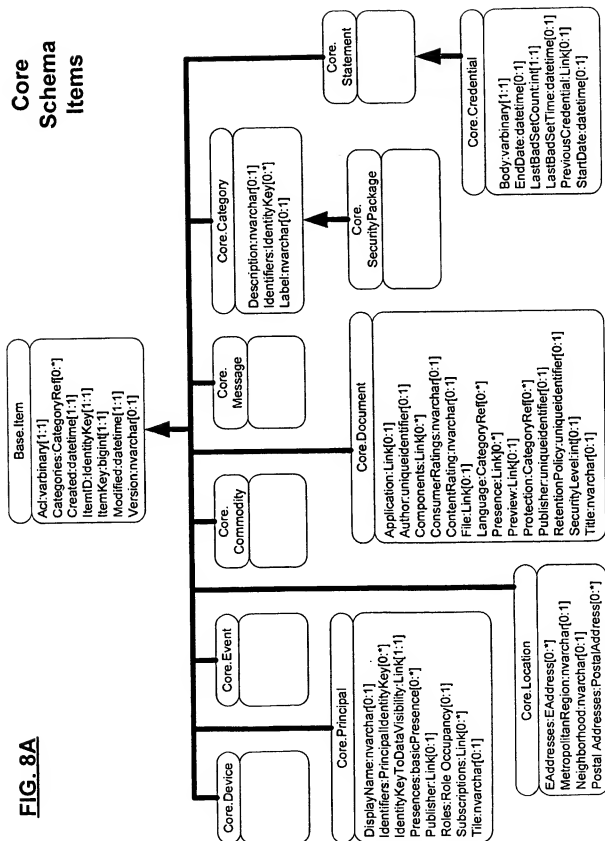 FIG. 8A
Core
Schema
Items
Base.Item
Acl:varbinary[1:1]
Categories:CategoryRef[0:*]
Created:datetime[1:1]
ItemID:IdentityKey[1:1]
ItemKey:bigint[1:1]
Modified:datetime[1:1]
Version:nvarchar[0:1]
Core.Device
Core.Event
Core.
Commodity
Core.
Message
Core.Category
Description:nvarchar[0:1]
Identifiers:IdentityKey[0:*]
Label:nvarchar[0:1]
Core.
Statement
Core.Principal
DisplayName:nvarchar[0:1]
Identifiers:PrincipalIdentityKey[0:*]
IdentityKeyToDataVisibility:Link[1:1]
Presences:basicPresence[0:*]
Publisher:Link[0:1]
Roles:Role Occupancy[0:1]
Subscriptions:Link[0:*]
Tile:nvarchar[0:1]
Core.Location
EAddresses:EAddress[0:*]
MetropolitanRegion:nvarchar[0:1]
Neighborhood:nvarchar[0:1]
Postal Addresses:PostalAddress[0:*]
Core.Document
Application:Link[0:1]
Author:uniqueidentifier[0:1]
Components:Link[0:*]
ConsumerRatings:nvarchar[0:1]
ContentRating:nvarchar[0:1]
File:Link[0:1]
Language:CategoryRef[0:*]
Presence:Link[0:*]
Preview:Link[0:1]
Protection:CategoryRef[0:*]
Publisher:uniqueidentifier[0:1]
RetentionPolicy:uniqueidentifier[0:1]
SecurityLevel:int[0:1]
Title:nvarchar[0:1]
Core.
SecurityPackage
Core.Credential
Body:varbinary[1:1]
EndDate:datetime[0:1]
LastBadSetCount:int[1:1]
LastBadSetTime:datetime[0:1]
PreviousCredential:Link[0:1]
StartDate:datetime[0:1]